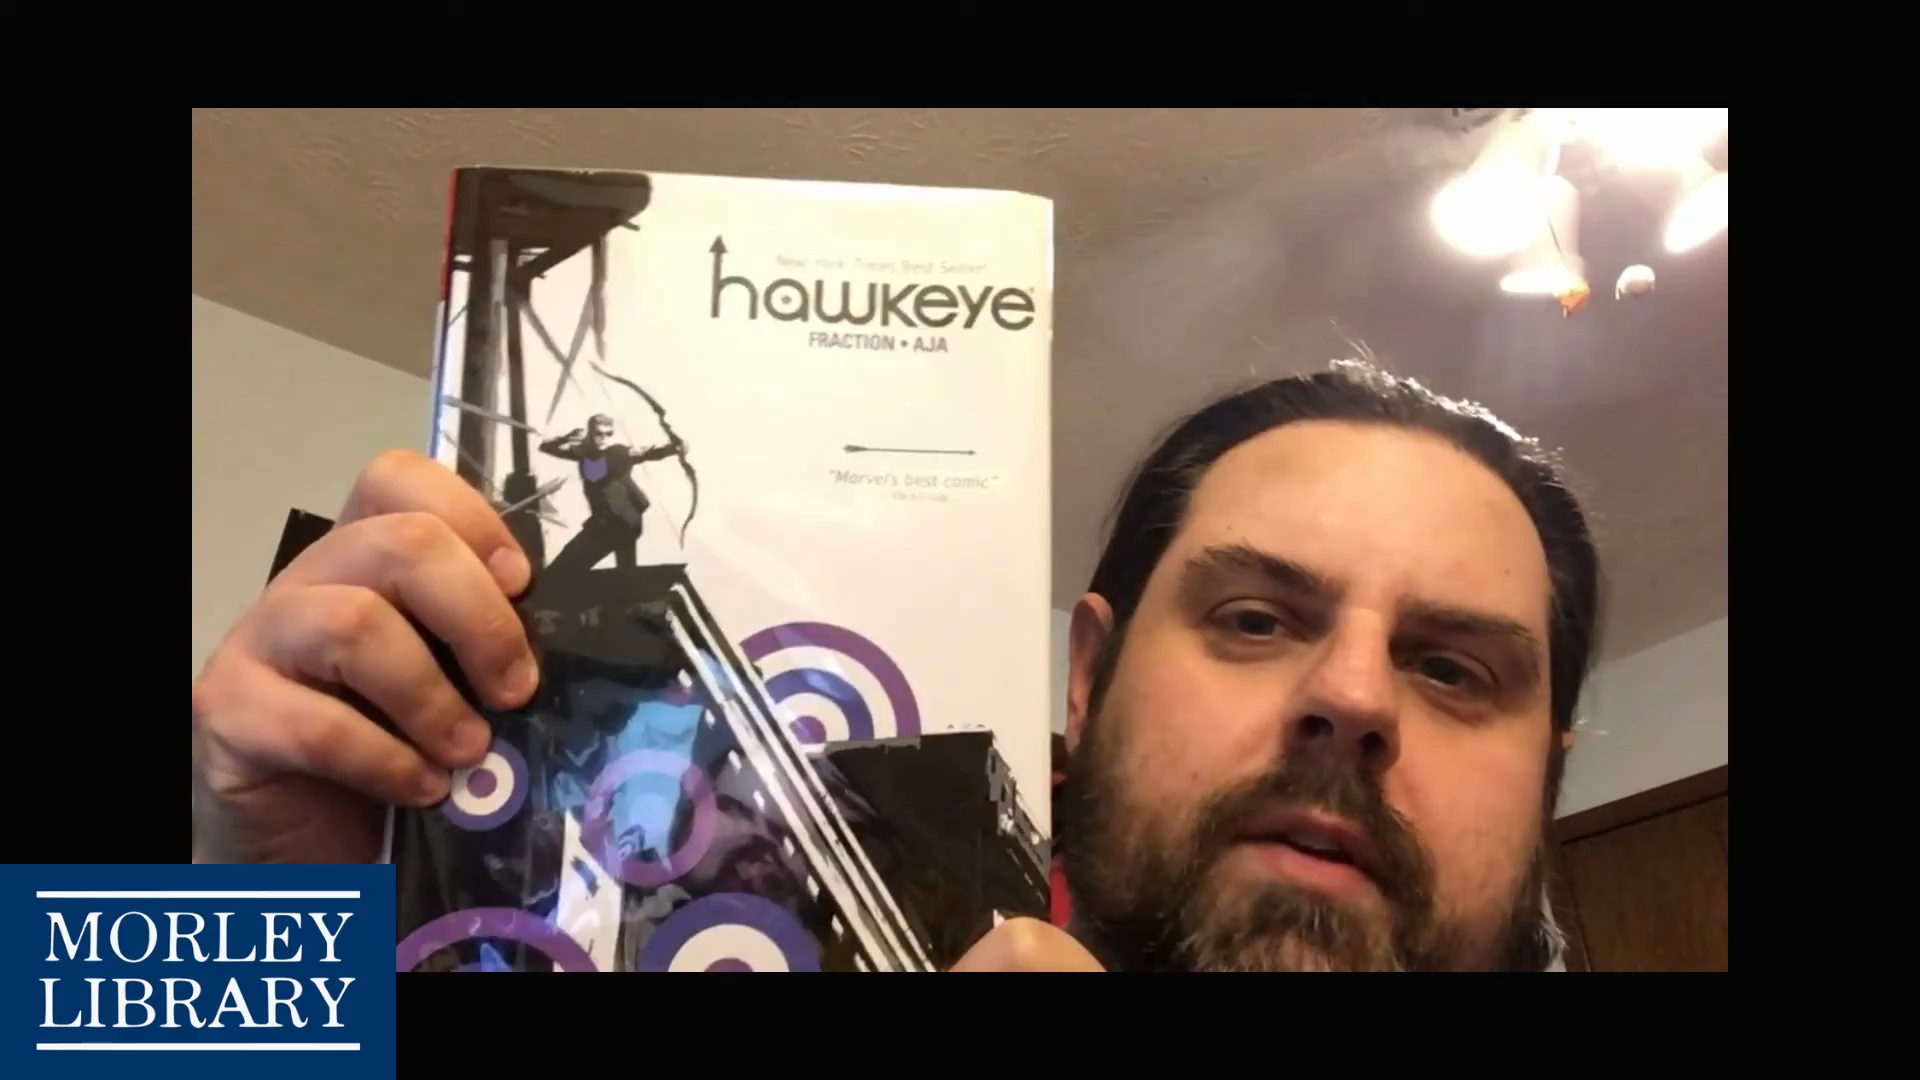 New York Times Best Seller!
hawkeye
FRACTION • AJA
"Marvel's best comic"
MORLEY
LIBRARY